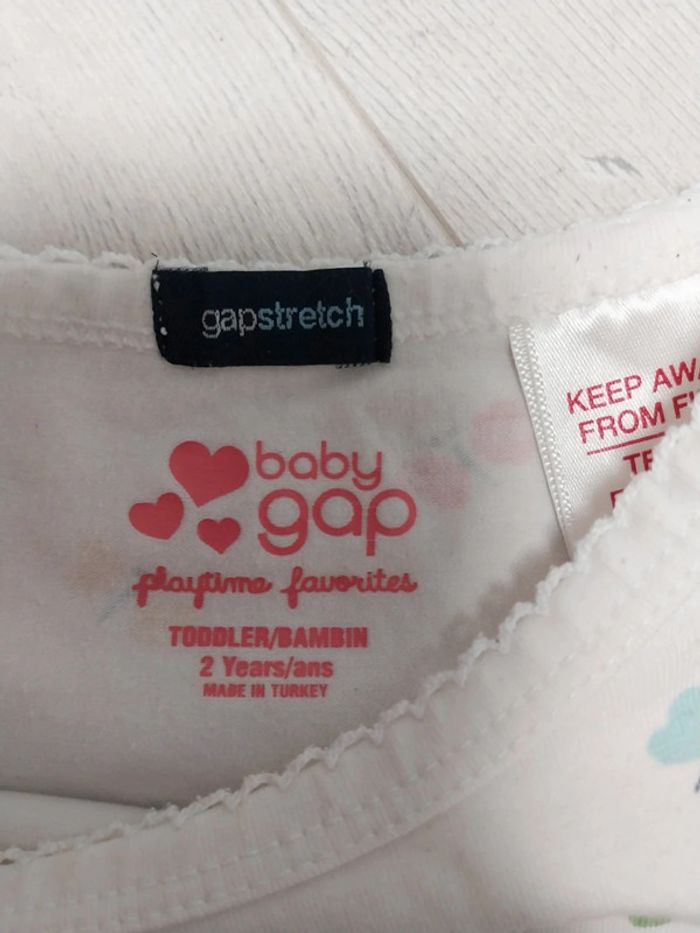 gapstretch
baby
gap
playtime favorites
TODDLER/BAMBIN
2 Years/ans
MADE IN TURKEY
KEEP AWA
FROM